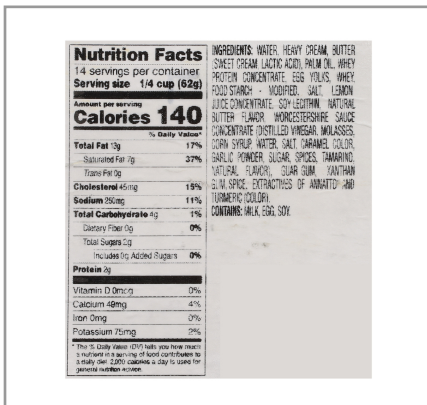 Nutrition Facts
14 servings per container
Serving size 1/4 cup (62g)
Amount per serving
Calories 140
% Daily Value*
Total Fat 13g 17%
Saturated Fat 7g 37%
Trans Fat 0g
Cholesterol 45mg 15%
Sodium 250mg 11%
Total Carbohydrate 4g 1%
Dietary Fiber 0g 0%
Total Sugars 2g
Includes 0g Added Sugars 0%
Protein 2g
Vitamin D 0mcg 0%
Calcium 48mg 4%
Iron 0mg 0%
Potassium 75mg 2%
* The % Daily Value (DV) tells you how much
a nutrient in a serving of food contributes to
a daily diet. 2,000 calories a day is used for
general nutrition advice.
INGREDIENTS: WATER, HEAVY CREAM, BUTTER
(SWEET CREAM, LACTIC ACID), PALM OIL, WHEY
PROTEIN CONCENTRATE, EGG YOLKS, WHEY,
FOOD STARCH - MODIFIED, SALT, LEMON
JUICE CONCENTRATE, SOY LECITHIN, NATURAL
BUTTER FLAVOR, WORCESTERSHIRE SAUCE
CONCENTRATE (DISTILLED VINEGAR, MOLASSES,
CORN SYRUP, WATER, SALT, CARAMEL COLOR,
GARLIC POWDER, SUGAR, SPICES, TAMARIND,
NATURAL FLAVOR), GUAR GUM, XANTHAN
GUM, SPICE, EXTRACTIVES OF ANNATTO AND
TURMERIC (COLOR).
CONTAINS: MILK, EGG, SOY.